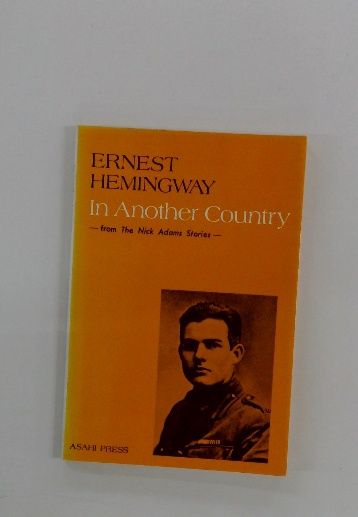 ERNEST
HEMINGWAY
In Another Country
— from The Nick Adams Stories —
ASAHI PRESS